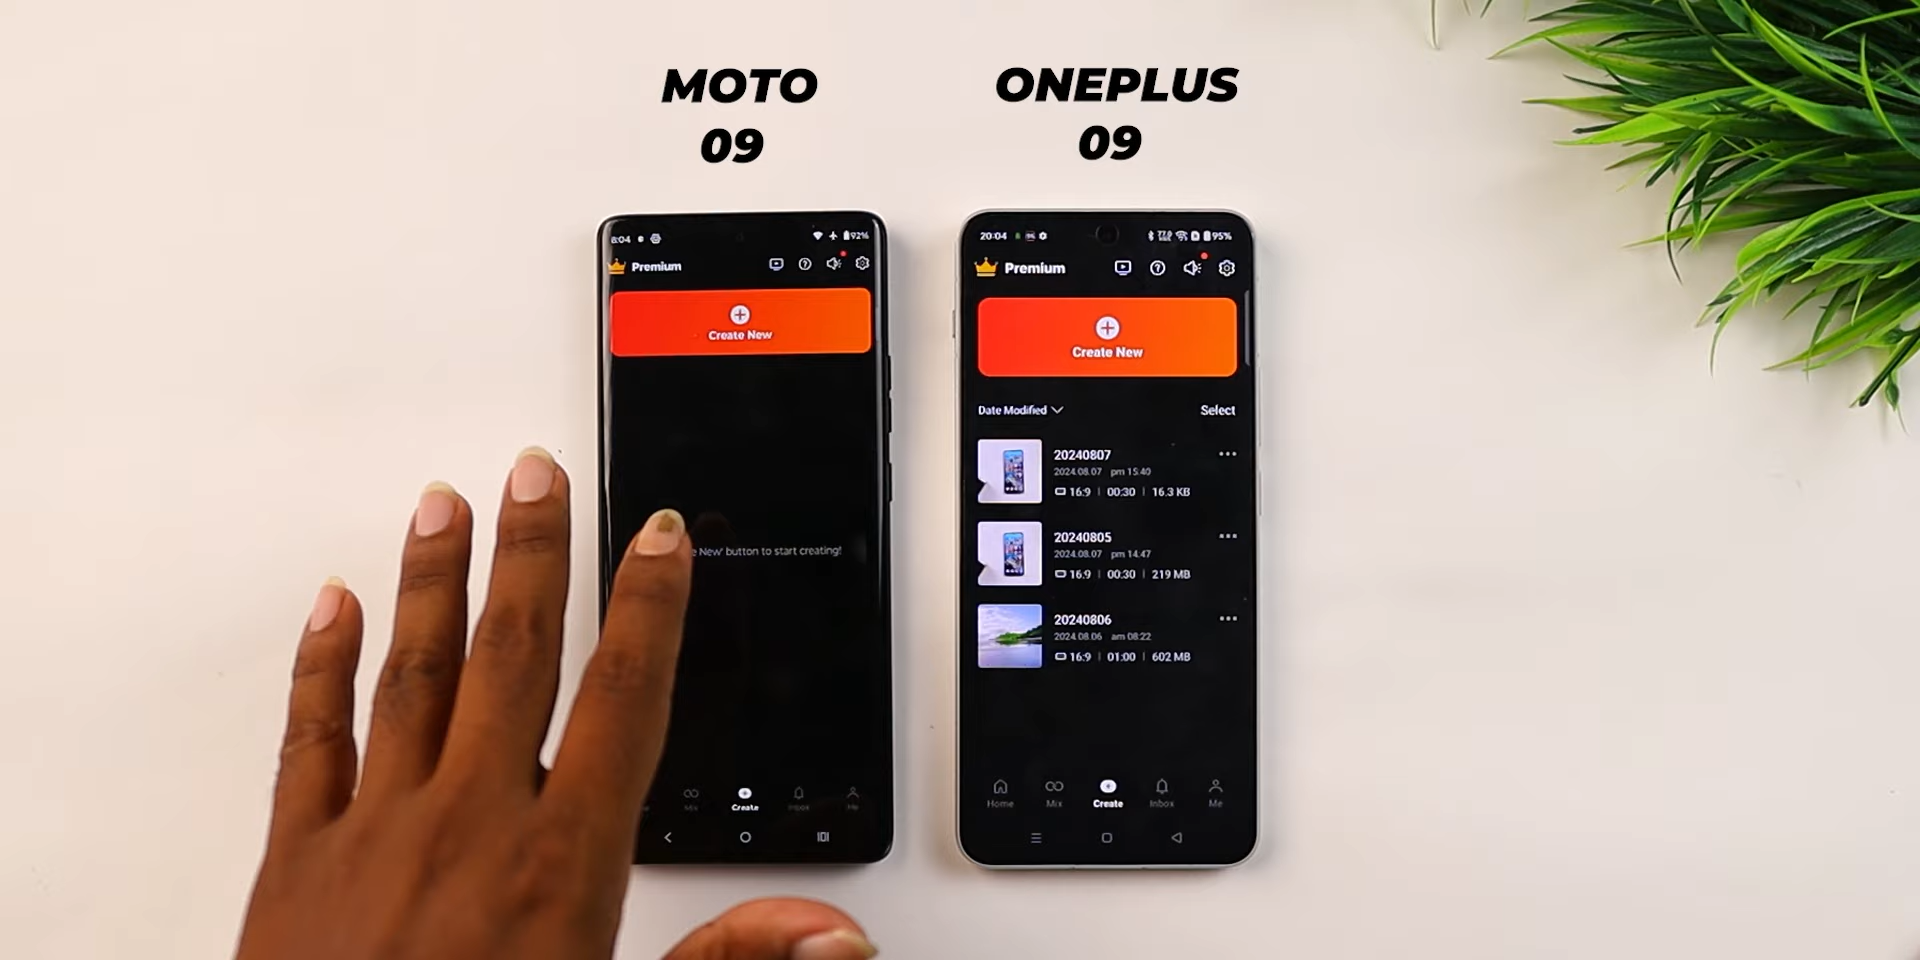 MOTO
09
ONEPLUS
09
8:04
92%
Premium
Create New
e New' button to start creating!
Mix
Create
Inbox
Me
20:04
95%
Premium
Create New
Date Modified
Select
20240807
2024.08.07 pm 15:40
16:9 | 00:30 | 16.3 KB
20240805
2024.08.07 pm 14:47
16:9 | 00:30 | 219 MB
20240806
2024.08.06 am 08:22
16:9 | 01:00 | 602 MB
Home
Mix
Create
Inbox
Me